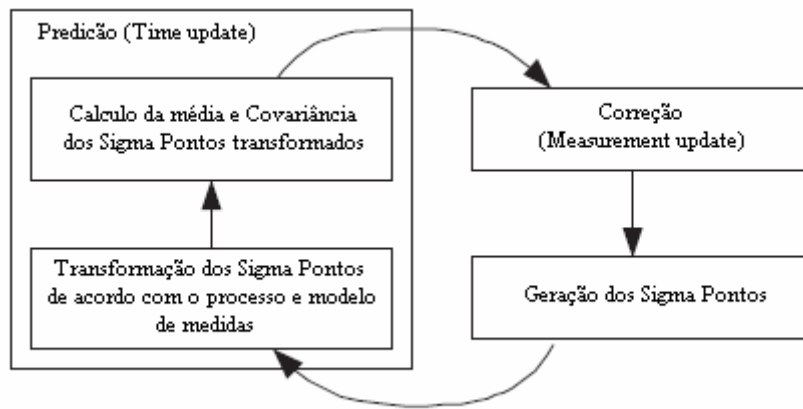 Predicão (Time update)
Calculo da média e Covariância
dos Sigma Pontos transformados
Transformação dos Sigma Pontos
de acordo com o processo e modelo
de medidas
Correção
(Measurement update)
Geração dos Sigma Pontos